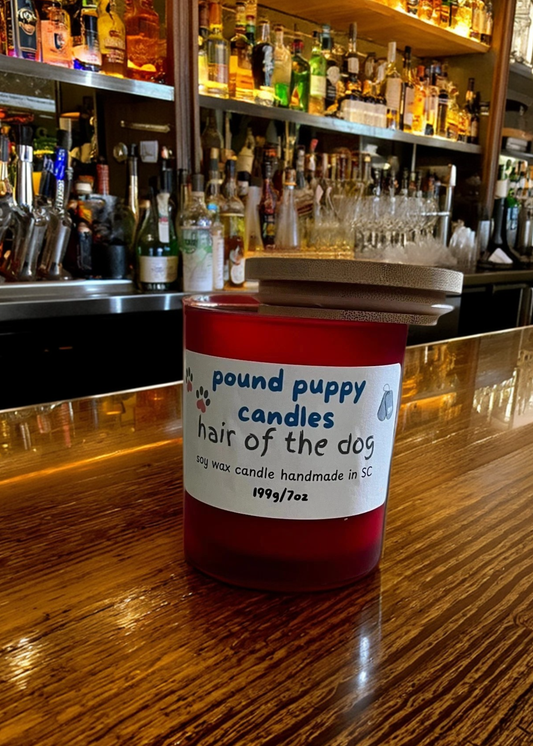 pound puppy
candles
hair of the dog
soy wax candle handmade in SC
199g/7oz